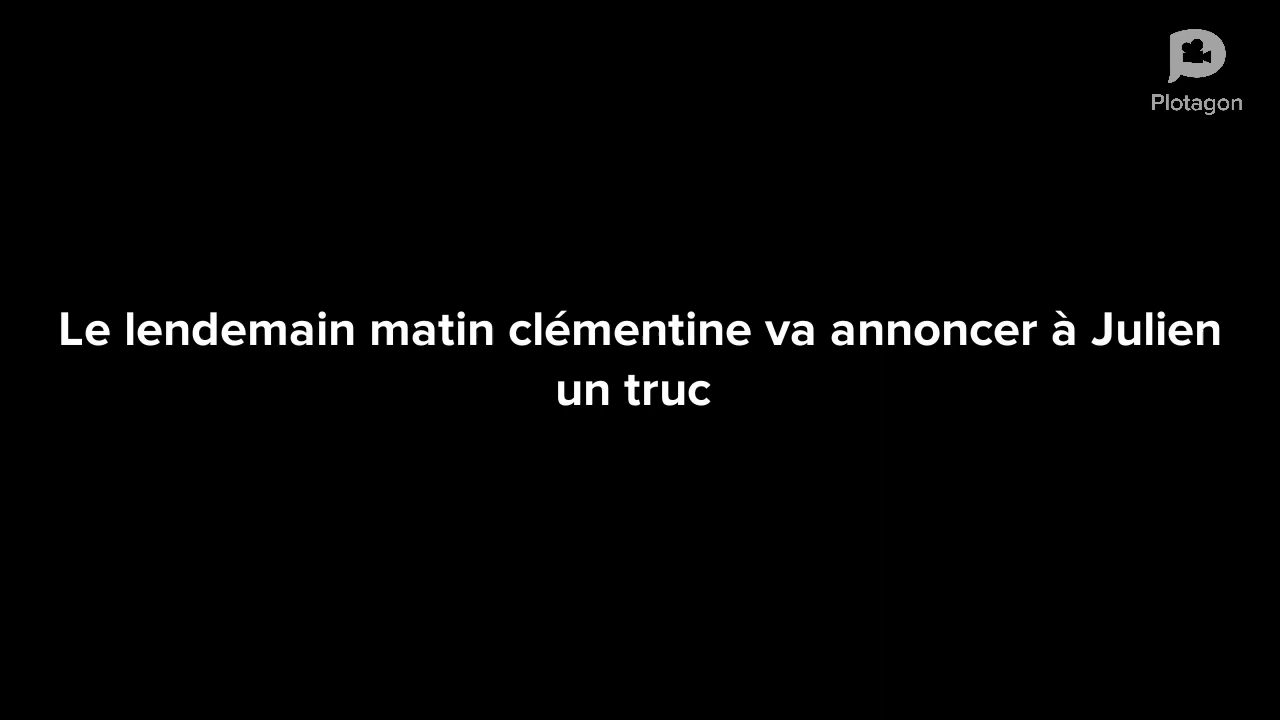 Plotagon
Le lendemain matin clémentine va annoncer à Julien
un truc